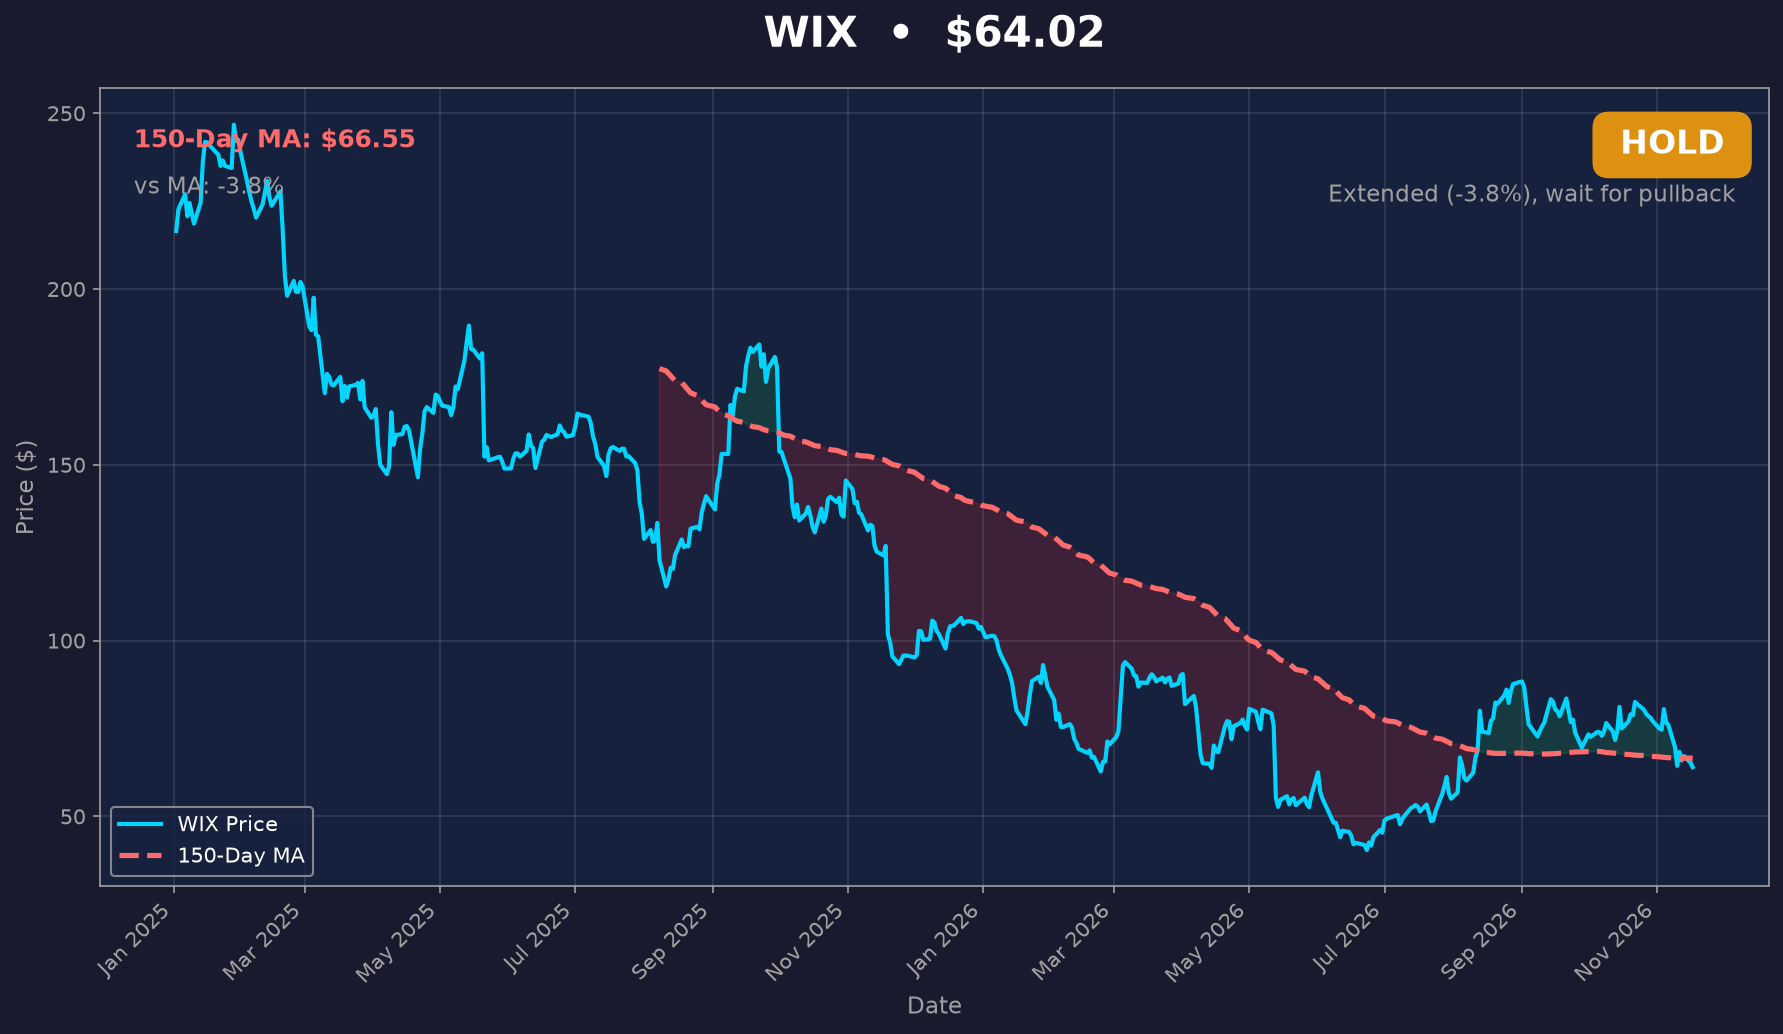 WIX • $64.02
150-Day MA: $66.55
vs MA: -3.8%
HOLD
Extended (-3.8%), wait for pullback
250
200
150
100
50
Price ($)
WIX Price
150-Day MA
Jan 2025
Mar 2025
May 2025
Jul 2025
Sep 2025
Nov 2025
Jan 2026
Mar 2026
May 2026
Jul 2026
Sep 2026
Nov 2026
Date